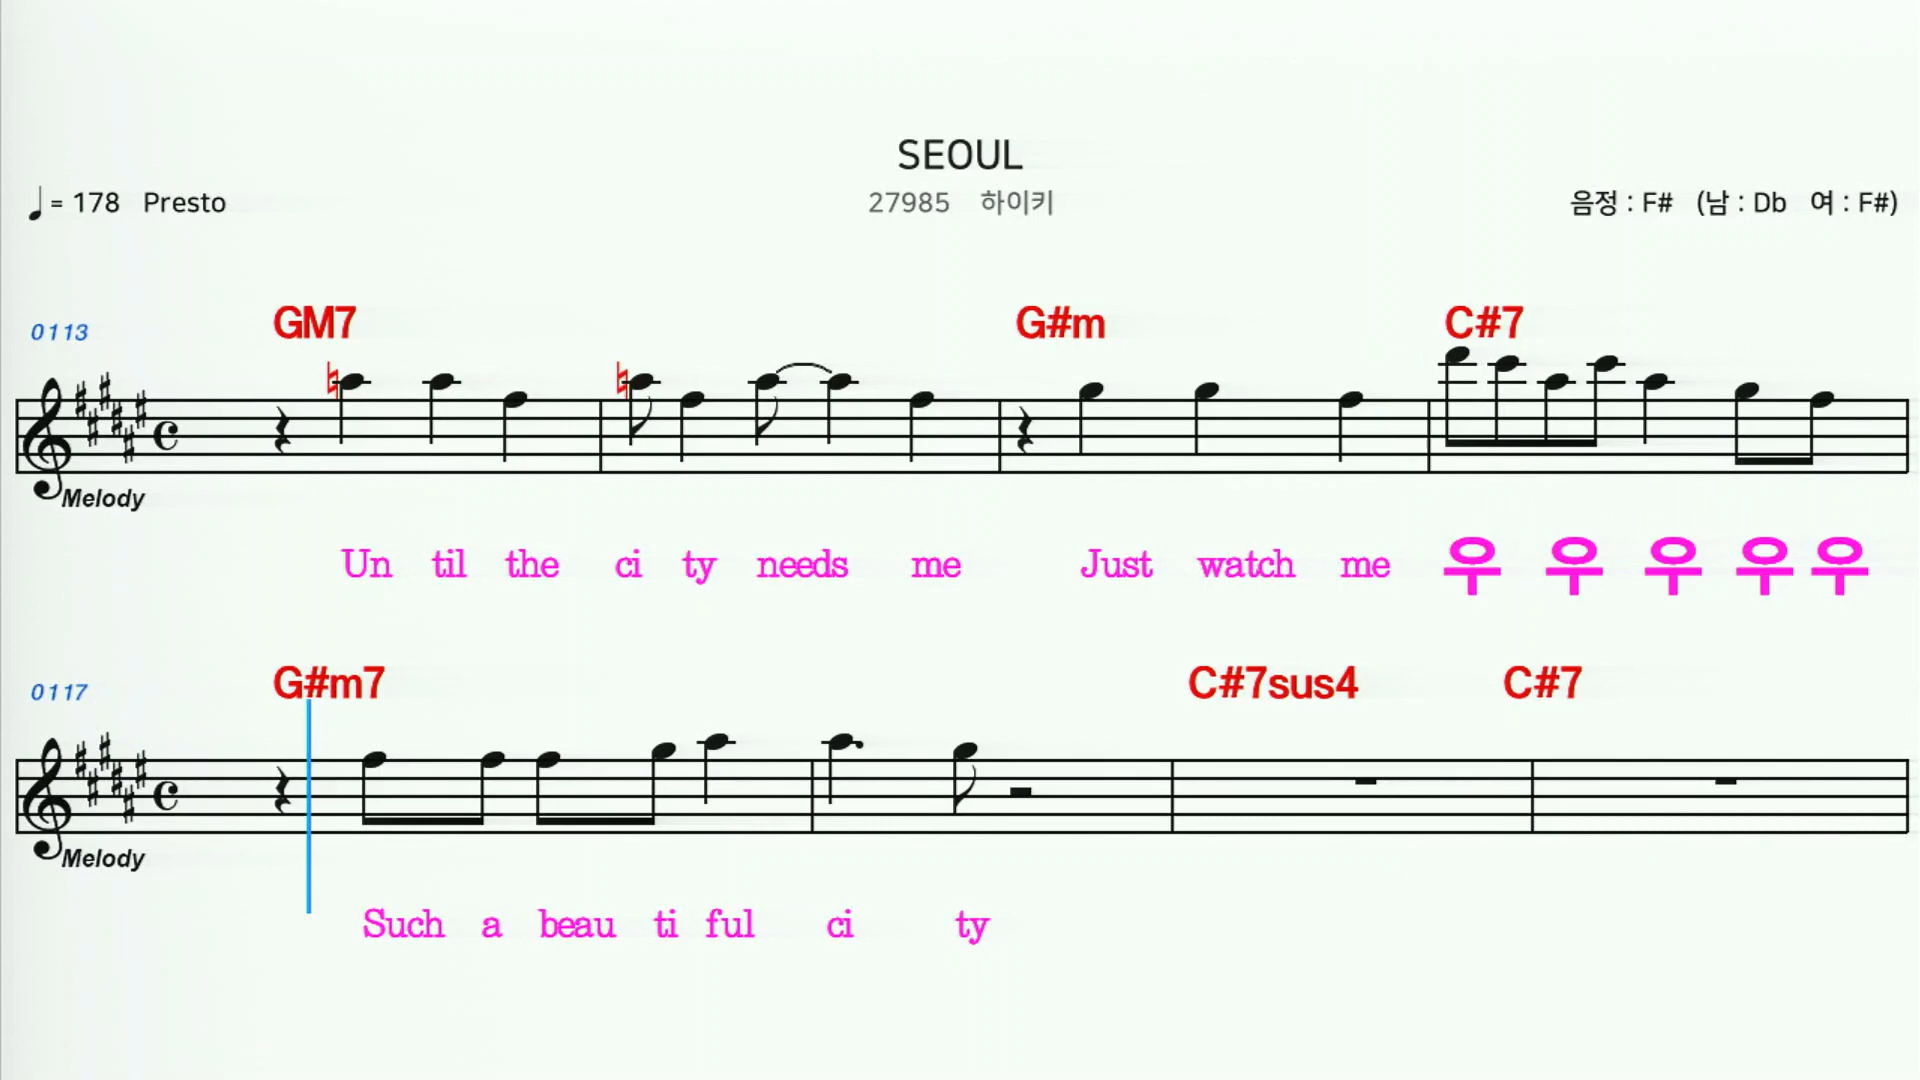 SEOUL
27985 하이키
= 178 Presto
음정 : F# (남 : Db 여 : F#)
0113
GM7 G#m C#7
Melody
Un til the ci ty needs me Just watch me 우 우 우 우 우
0117
G#m7 C#7sus4 C#7
Melody
Such a beau ti ful ci ty